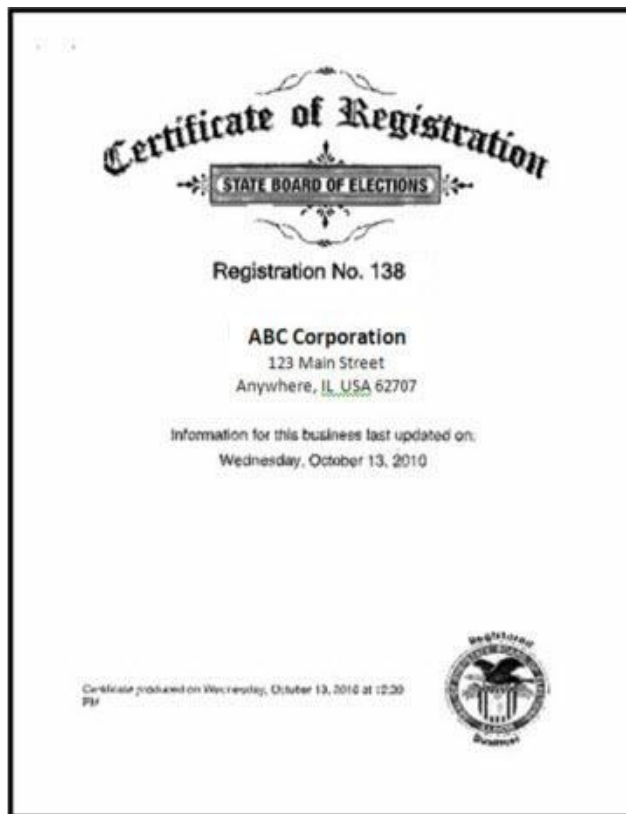 Certificate of Registration
STATE BOARD OF ELECTIONS
Registration No. 138
ABC Corporation
123 Main Street
Anywhere, IL USA 62707
Information for this business last updated on:
Wednesday, October 13, 2010
Certificate produced on Wednesday, October 13, 2010 at 12:30
PM
Registered
Business